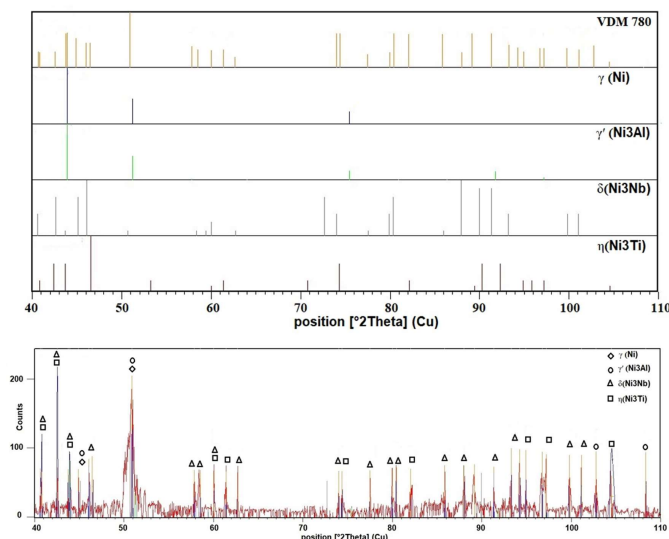 VDM 780
γ (Ni)
γ′ (Ni3Al)
δ(Ni3Nb)
η(Ni3Ti)
40 50 60 70 80 90 100 110
position [°2Theta] (Cu)
Counts
200
100
0
γ (Ni)
γ′ (Ni3Al)
δ(Ni3Nb)
η(Ni3Ti)
40 50 60 70 80 90 100 110
position [°2Theta] (Cu)